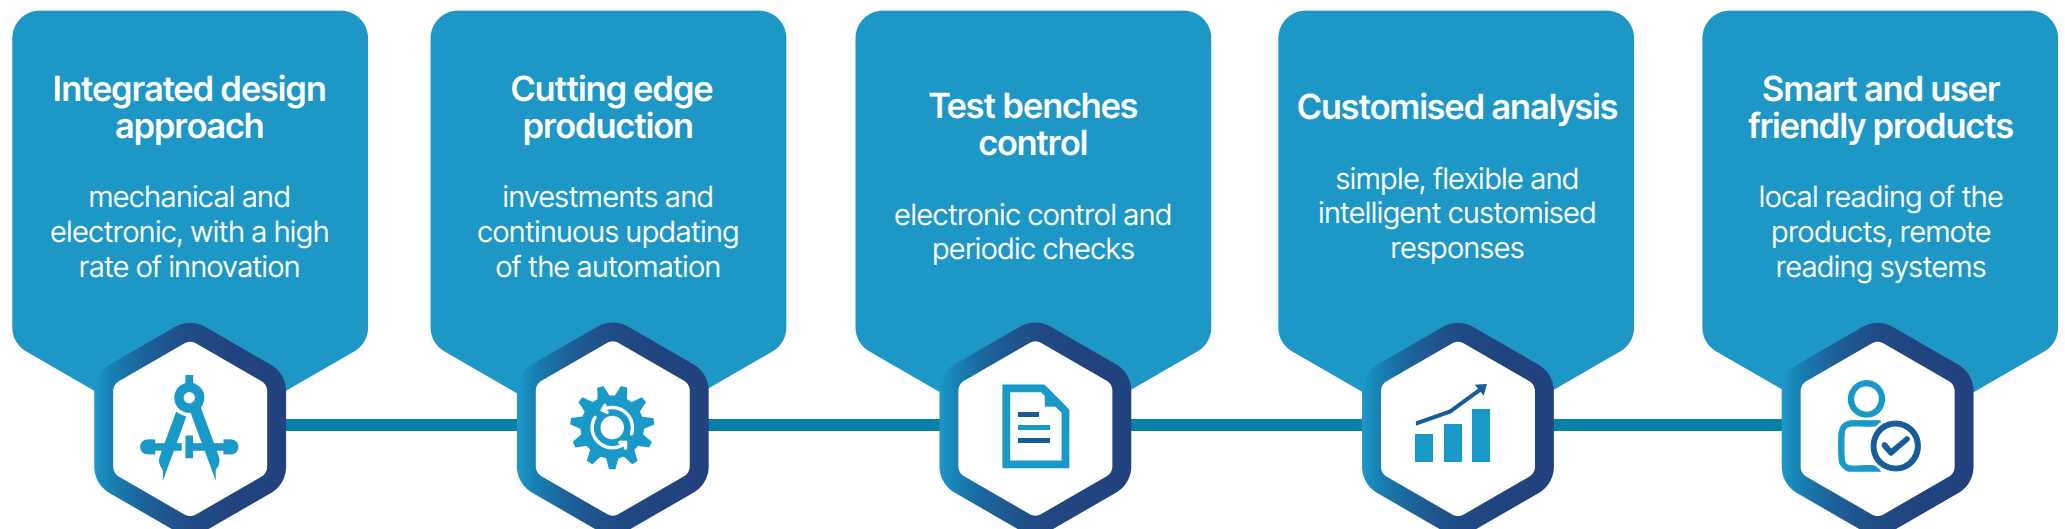 Integrated design
approach
mechanical and
electronic, with a high
rate of innovation
Cutting edge
production
investments and
continuous updating
of the automation
Test benches
control
electronic control and
periodic checks
Customised analysis
simple, flexible and
intelligent customised
responses
Smart and user
friendly products
local reading of the
products, remote
reading systems